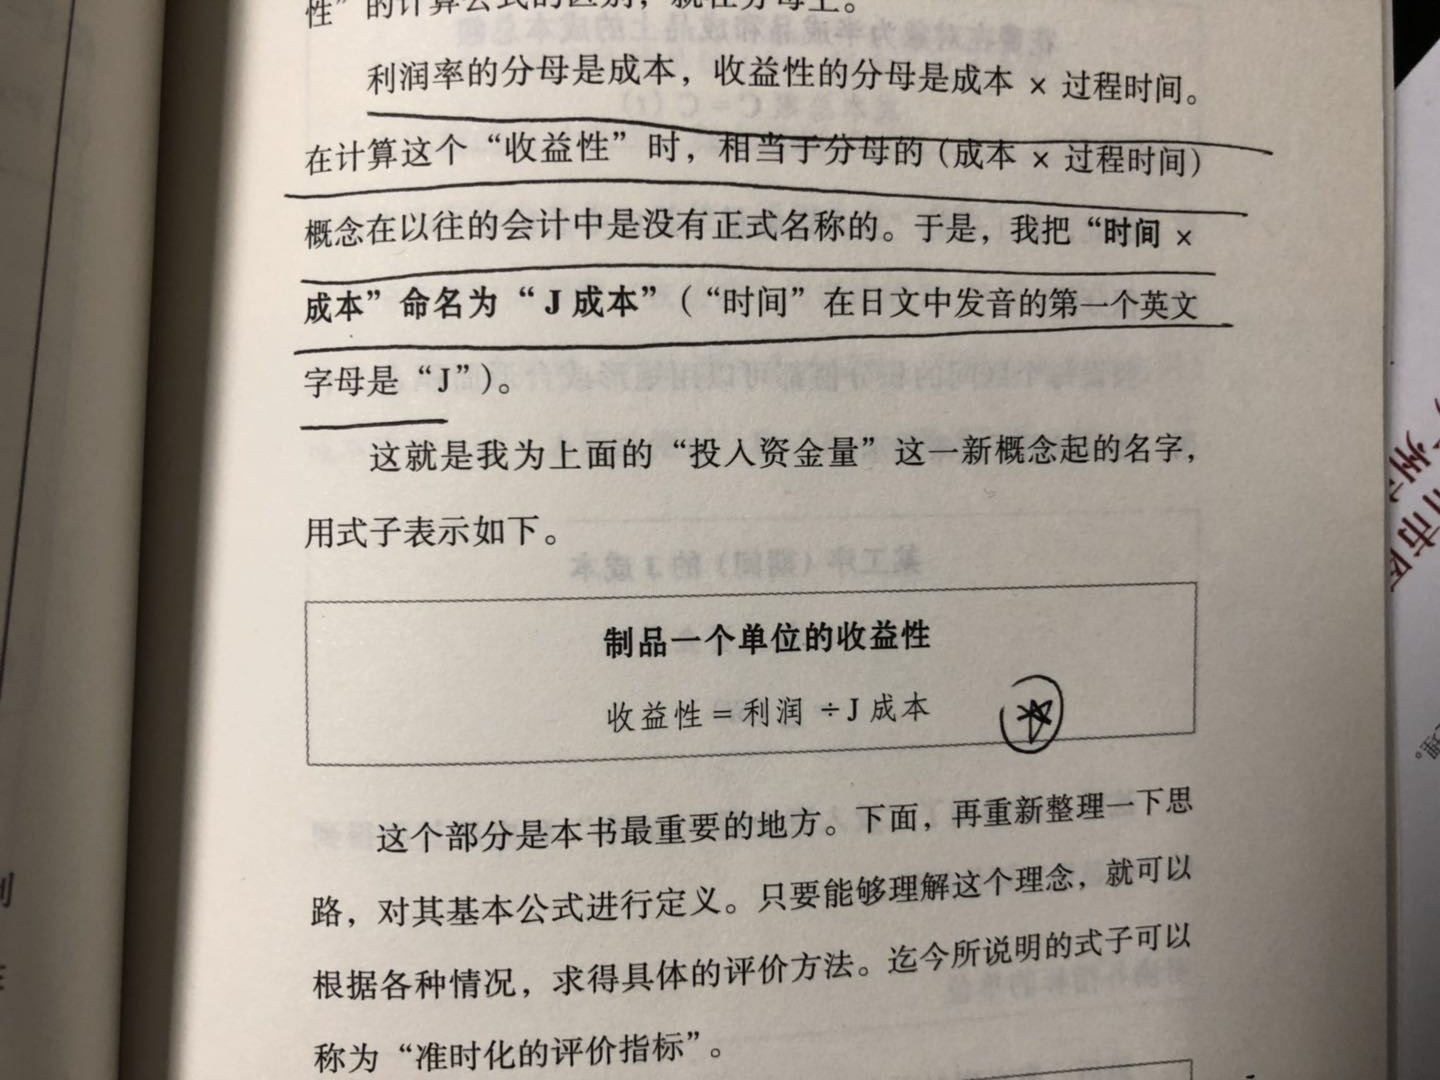 性”的计算公式的区别，就在分母上。
利润率的分母是成本，收益性的分母是成本 × 过程时间。
在计算这个“收益性”时，相当于分母的（成本 × 过程时间）
概念在以往的会计中是没有正式名称的。于是，我把“时间 ×
成本”命名为“J 成本”（“时间”在日文中发音的第一个英文
字母是“J”）。
这就是我为上面的“投入资金量”这一新概念起的名字，
用式子表示如下。
制品一个单位的收益性
收益性 = 利润 ÷J 成本
这个部分是本书最重要的地方。下面，再重新整理一下思
路，对其基本公式进行定义。只要能够理解这个理念，就可以
根据各种情况，求得具体的评价方法。迄今所说明的式子可以
称为“准时化的评价指标”。